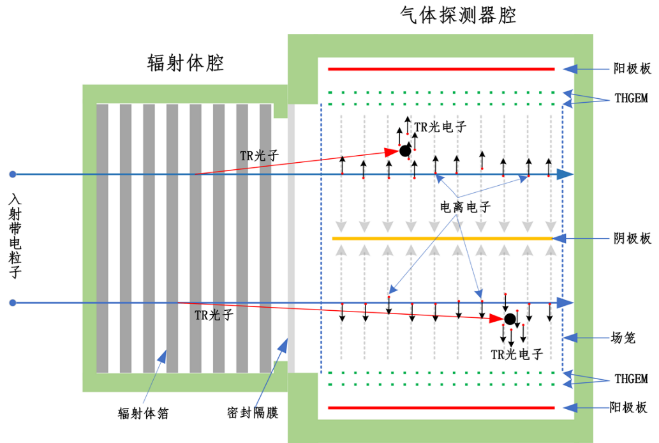 气体探测器腔
辐射体腔
阳极板
THGEM
TR光电子
TR光子
入射带电粒子
电离电子
阴极板
TR光子
场笼
TR光电子
THGEM
辐射体箔
密封隔膜
阳极板